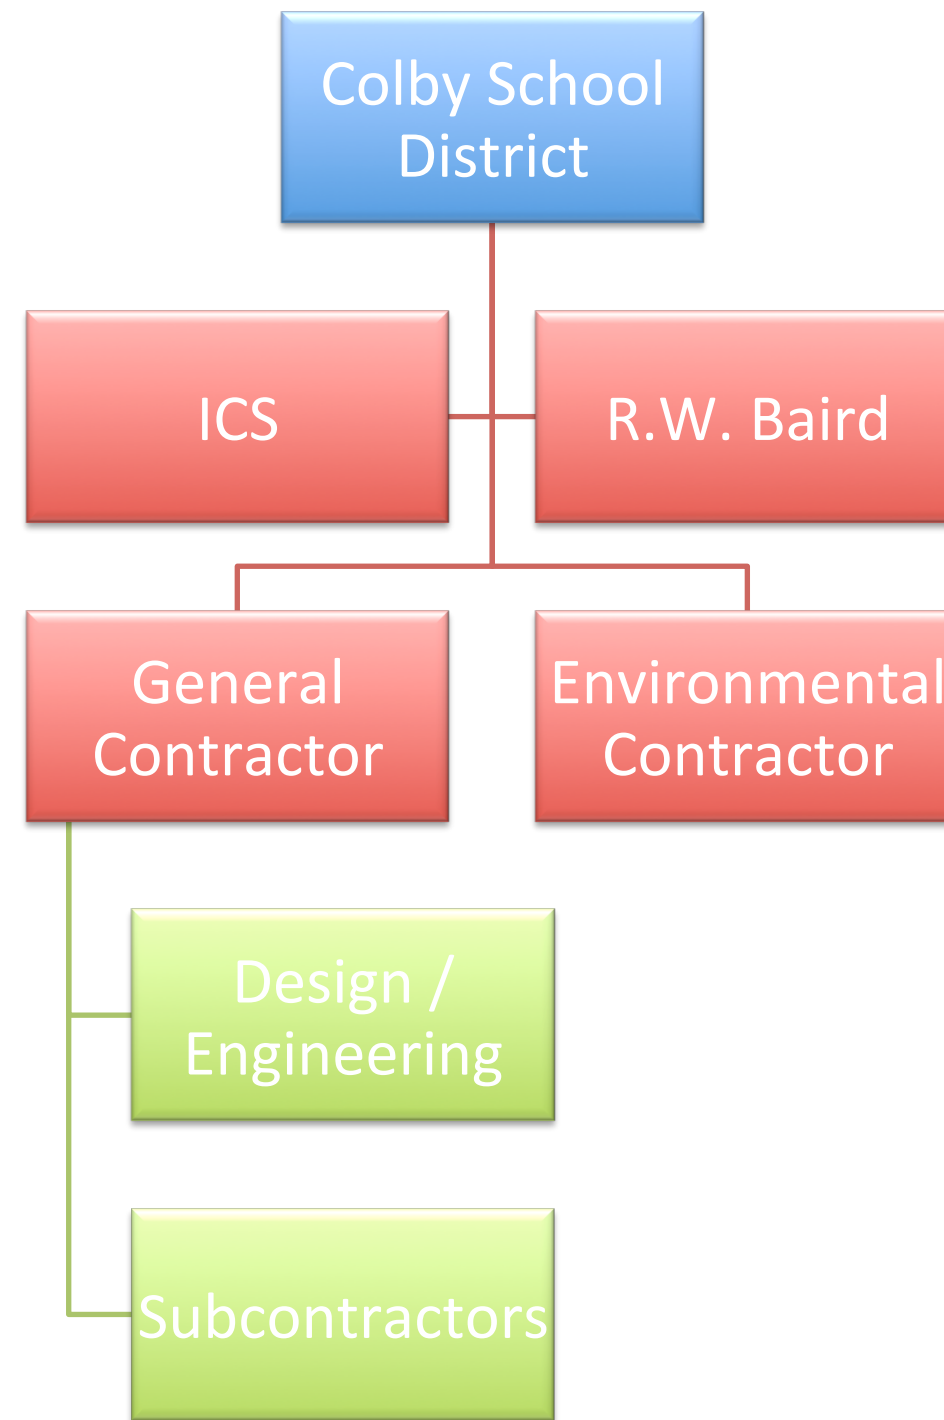 Colby School
District
ICS
R.W. Baird
General
Contractor
Environmental
Contractor
Design /
Engineering
Subcontractors